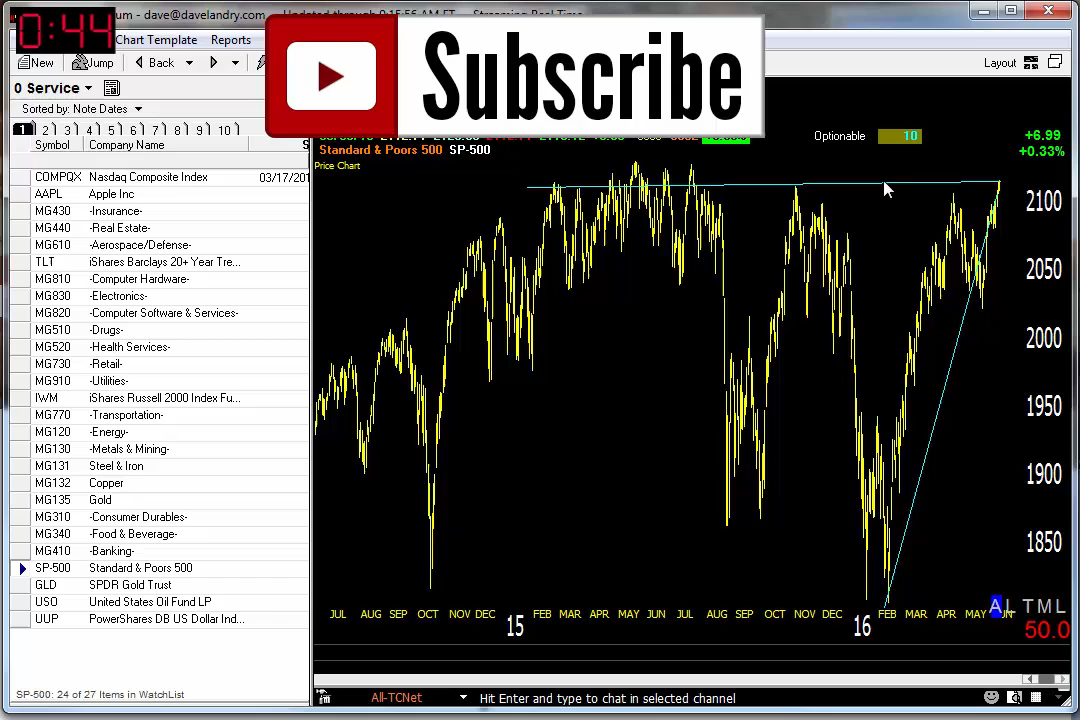 um - dave@davelandry.com
0:44
Chart Template Reports
New Jump Back Layout
Subscribe
0 Service
Sorted by: Note Dates
1 2 3 4 5 6 7 8 9 10
Symbol Company Name S
COMPQX Nasdaq Composite Index 03/17/201
AAPL Apple Inc
MG430 -Insurance-
MG440 -Real Estate-
MG610 -Aerospace/Defense-
TLT iShares Barclays 20+ Year Tre...
MG810 -Computer Hardware-
MG830 -Electronics-
MG820 -Computer Software & Services-
MG510 -Drugs-
MG520 -Health Services-
MG730 -Retail-
MG910 -Utilities-
IWM iShares Russell 2000 Index Fu...
MG770 -Transportation-
MG120 -Energy-
MG130 -Metals & Mining-
MG131 Steel & Iron
MG132 Copper
MG135 Gold
MG310 -Consumer Durables-
MG340 -Food & Beverage-
MG410 -Banking-
SP-500 Standard & Poors 500
GLD SPDR Gold Trust
USO United States Oil Fund LP
UUP PowerShares DB US Dollar Ind...
SP-500: 24 of 27 Items in WatchList
Optionable 10 +6.99
+0.33%
Standard & Poors 500 SP-500
Price Chart
2100
2050
2000
1950
1900
1850
JUL AUG SEP OCT NOV DEC FEB MAR APR MAY JUN JUL AUG SEP OCT NOV DEC FEB MAR APR MAY
15 16
A L T M L
50.0
All-TCNet Hit Enter and type to chat in selected channel